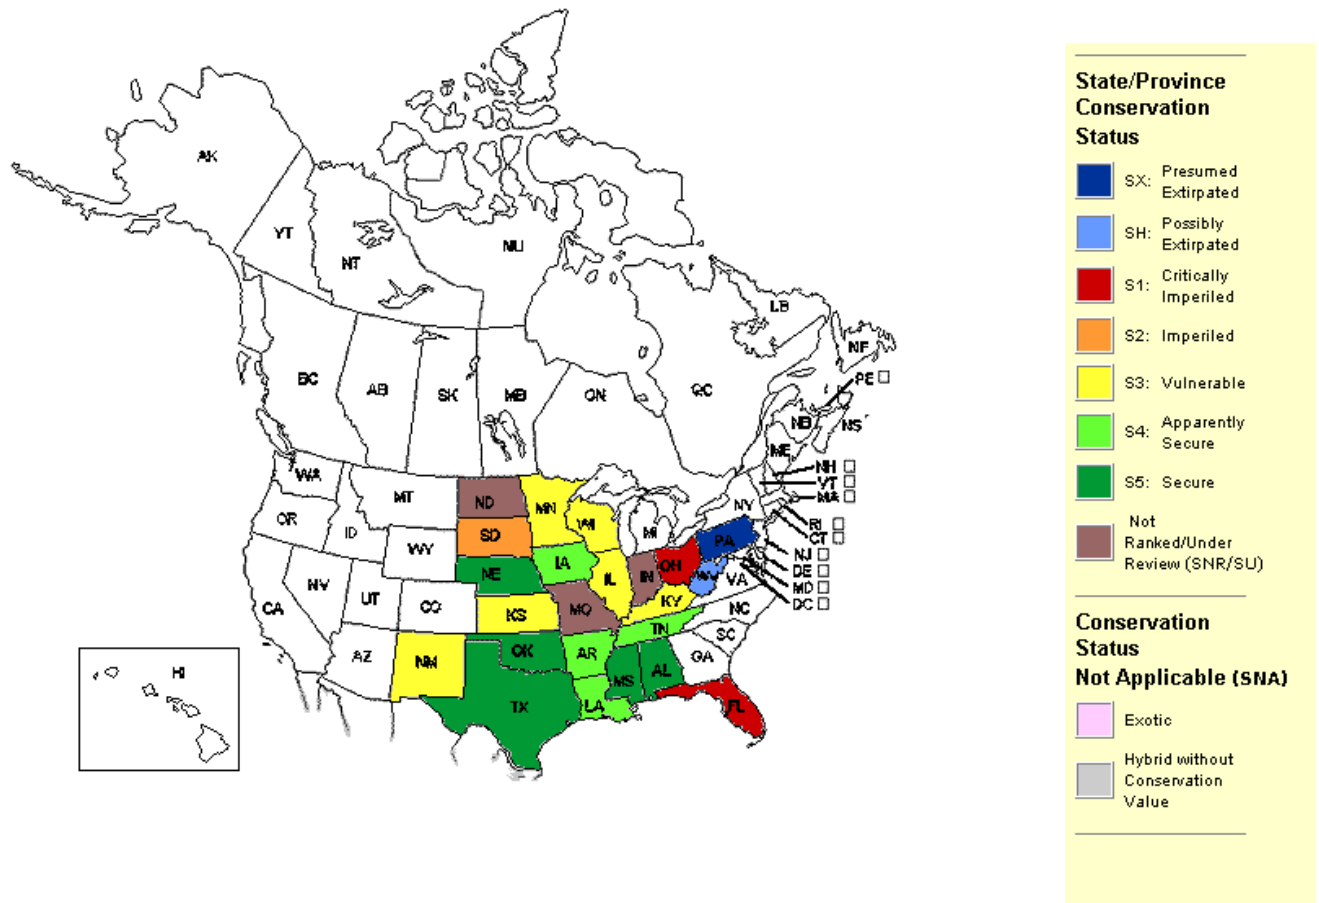 AK
YT
NT
NU
LB
NF
PE
BC
AB
SK
MB
ON
QC
NB
NS
ME
WA
MT
ND
MN
NH
VT
MA
NY
OR
ID
SD
WI
MI
RI
CT
WY
PA
NJ
NV
NE
IA
IL
IN
OH
WV
VA
DE
MD
DC
CA
UT
CO
KS
MO
KY
NC
AZ
NM
OK
AR
TN
SC
GA
HI
TX
LA
MS
AL
FL
State/Province
Conservation
Status
SX: Presumed
Extirpated
SH: Possibly
Extirpated
S1: Critically
Imperiled
S2: Imperiled
S3: Vulnerable
S4: Apparently
Secure
S5: Secure
Not
Ranked/Under
Review (SNR/SU)
Conservation
Status
Not Applicable (SNA)
Exotic
Hybrid without
Conservation
Value